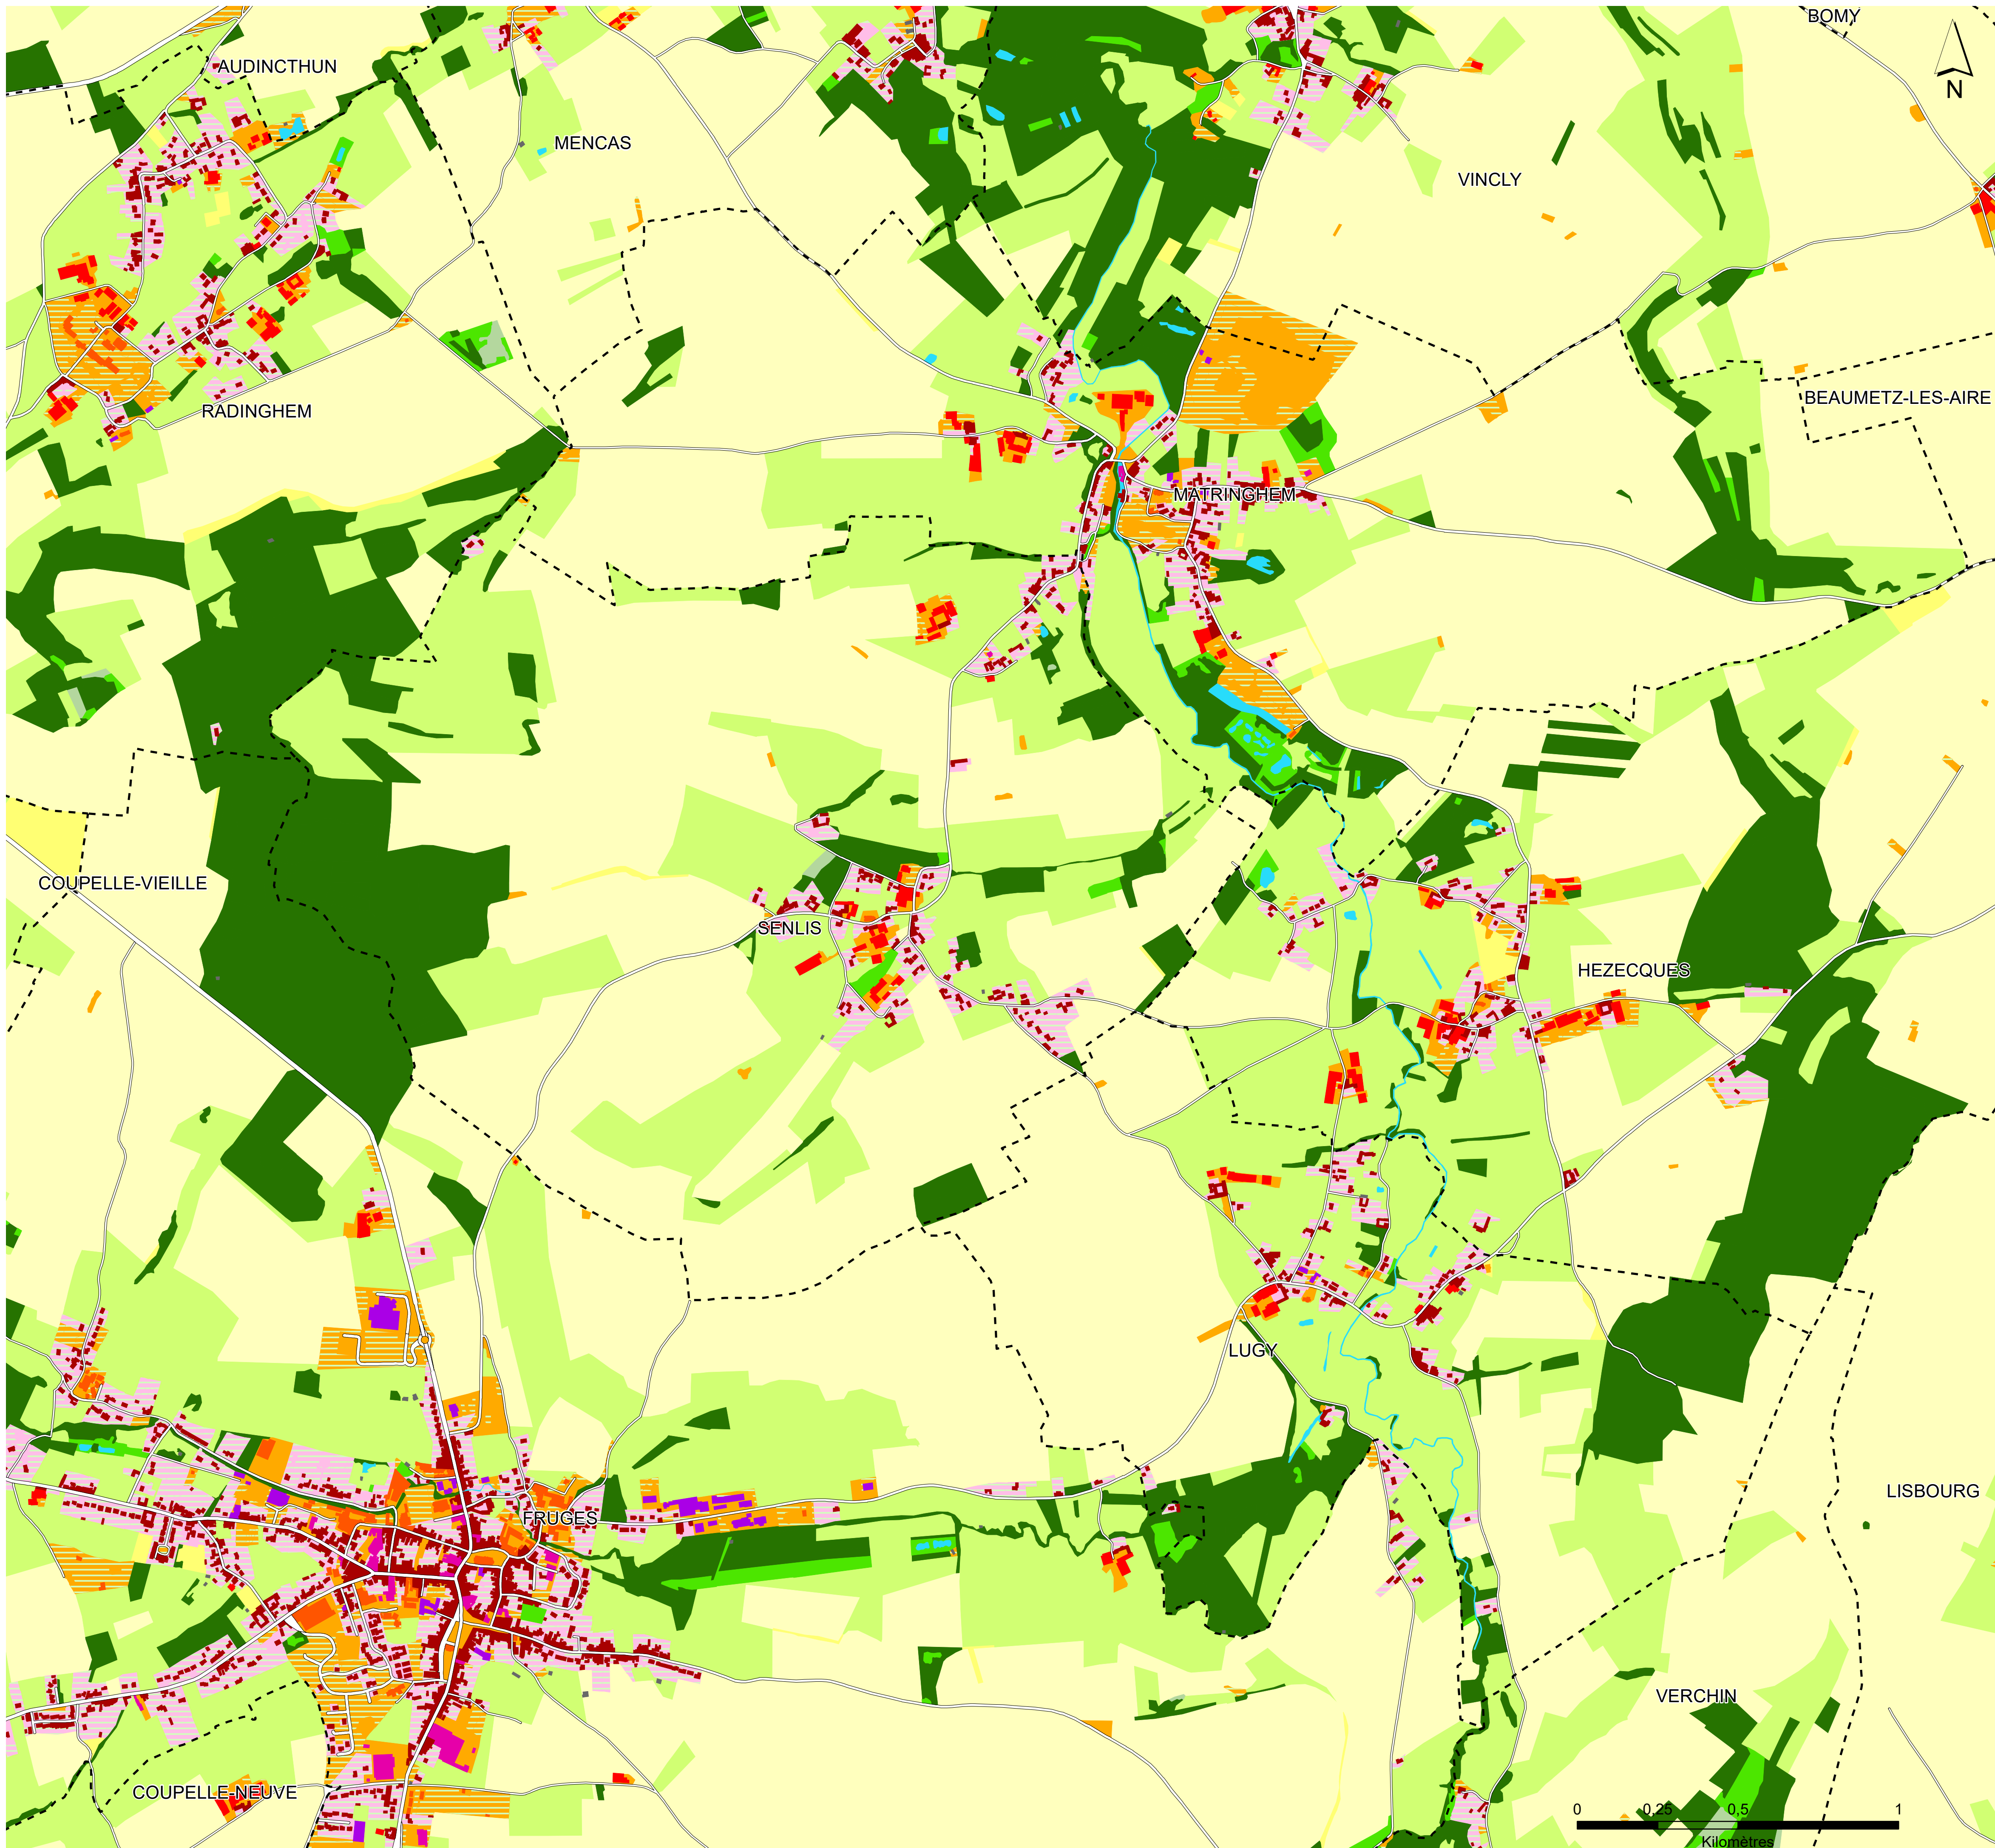 BOMY
AUDINCTHUN
N
MENCAS
VINCLY
BEAUMETZ-LES-AIRE
RADINGHEM
MATRINGHEM
COUPELLE-VIEILLE
SENLIS
HEZECQUES
LUGY
LISBOURG
FRUGES
VERCHIN
COUPELLE-NEUVE
0 0,25 0,5 1
Kilomètres